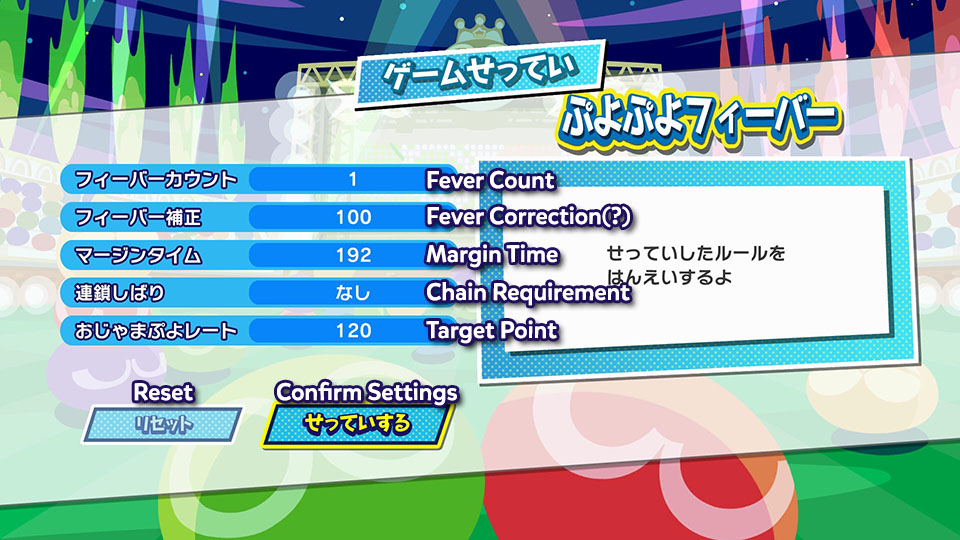 ゲームせってい
ぷよぷよフィーバー
フィーバーカウント 1 Fever Count
フィーバー補正 100 Fever Correction(?)
マージンタイム 192 Margin Time
連鎖しばり なし Chain Requirement
おじゃまぷよレート 120 Target Point
せっていしたルールを
はんえいするよ
Reset Confirm Settings
リセット せっていする